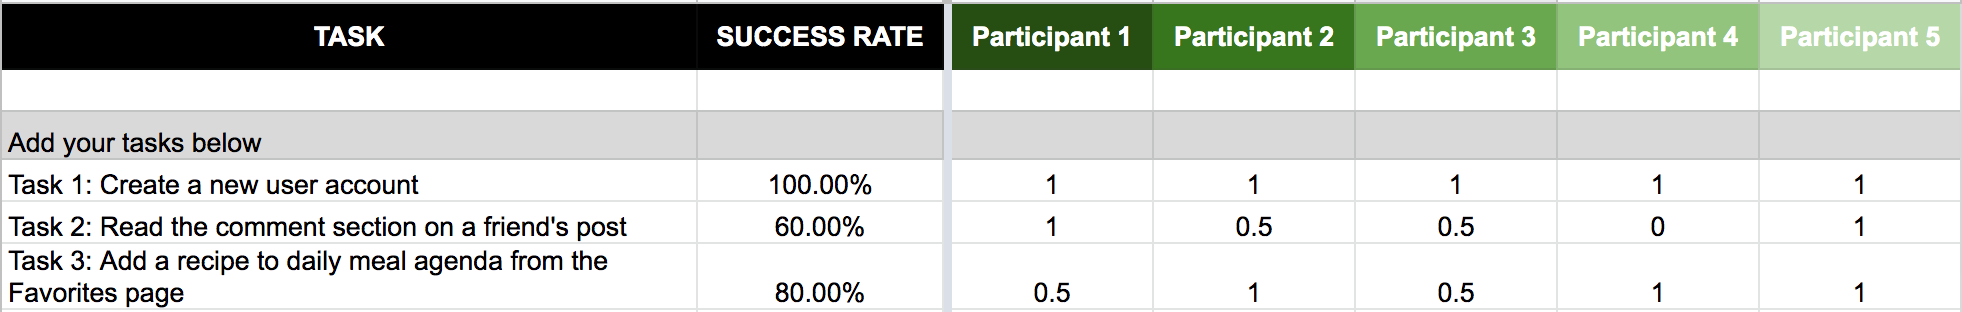 TASK SUCCESS RATE Participant 1 Participant 2 Participant 3 Participant 4 Participant 5
Add your tasks below
Task 1: Create a new user account 100.00% 1 1 1 1 1
Task 2: Read the comment section on a friend's post 60.00% 1 0.5 0.5 0 1
Task 3: Add a recipe to daily meal agenda from the
Favorites page 80.00% 0.5 1 0.5 1 1